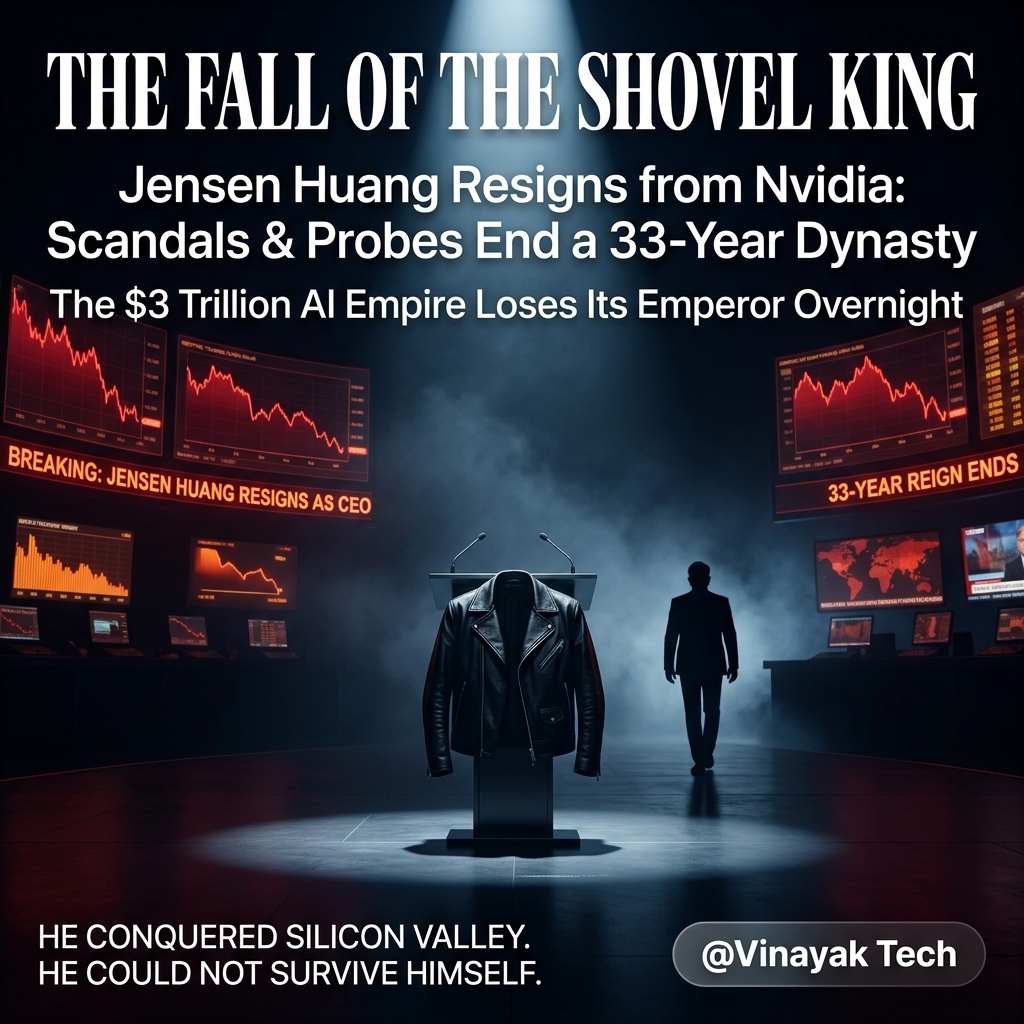 THE FALL OF THE SHOVEL KING
Jensen Huang Resigns from Nvidia:
Scandals & Probes End a 33-Year Dynasty
The $3 Trillion AI Empire Loses Its Emperor Overnight
BREAKING: JENSEN HUANG RESIGNS AS CEO
33-YEAR REIGN ENDS
HE CONQUERED SILICON VALLEY.
HE COULD NOT SURVIVE HIMSELF.
@Vinayak Tech